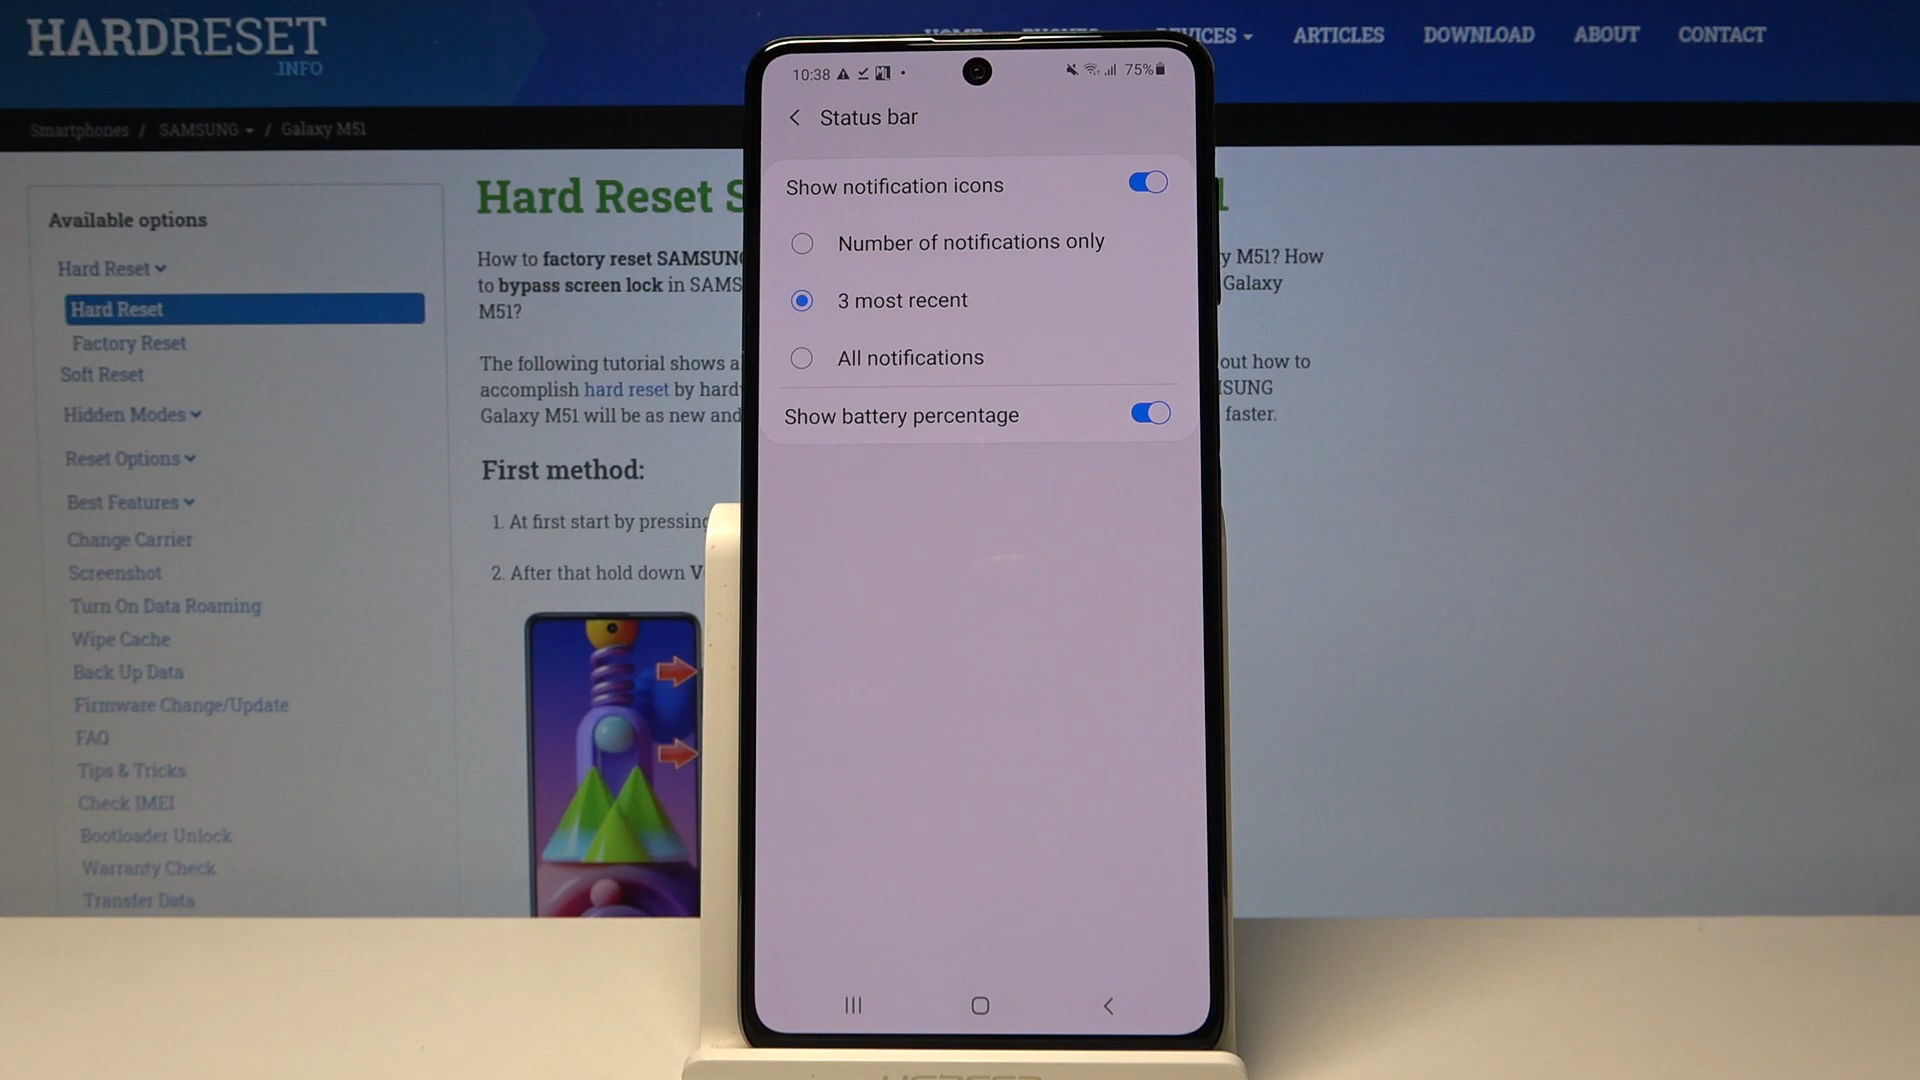 HARDRESET
.INFO
ARTICLES
DOWNLOAD
ABOUT
CONTACT
Smartphones / SAMSUNG / Galaxy M51
Available options
Hard Reset
Hard Reset
Factory Reset
Soft Reset
Hidden Modes
Reset Options
Best Features
Change Carrier
Screenshot
Turn On Data Roaming
Wipe Cache
Back Up Data
Firmware Change/Update
FAQ
Tips & Tricks
Check IMEI
Bootloader Unlock
Warranty Check
Transfer Data
Hard Reset S
How to factory reset SAMSUN
to bypass screen lock in SAMS
M51?
The following tutorial shows a
accomplish hard reset by hard
Galaxy M51 will be as new and
First method:
1. At first start by pressing
2. After that hold down V
y M51? How
Galaxy
out how to
SUNG
faster.
10:38
75%
Status bar
Show notification icons
Number of notifications only
3 most recent
All notifications
Show battery percentage